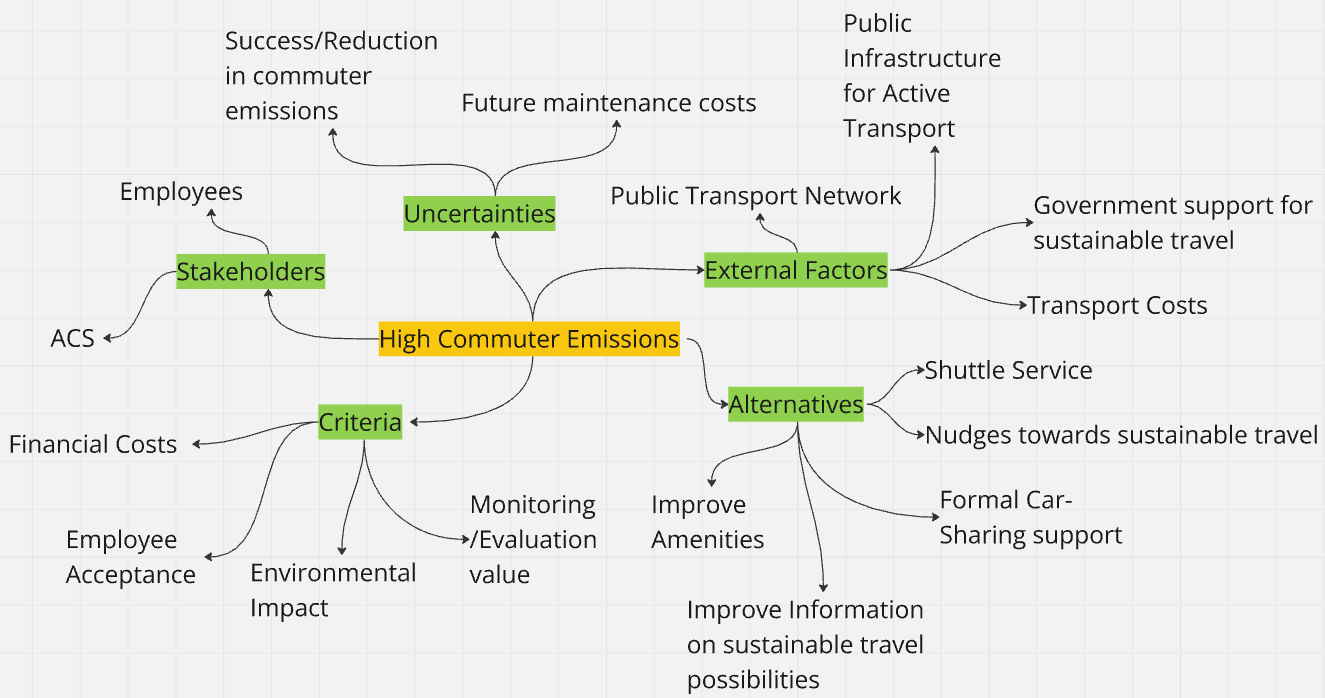 Public
Infrastructure
for Active
Transport
Success/Reduction
in commuter
emissions
Future maintenance costs
Employees
Uncertainties
Public Transport Network
Government support for
sustainable travel
Stakeholders
External Factors
Transport Costs
ACS
High Commuter Emissions
Shuttle Service
Alternatives
Criteria
Nudges towards sustainable travel
Financial Costs
Monitoring
/Evaluation
value
Improve
Amenities
Formal Car-
Sharing support
Employee
Acceptance
Environmental
Impact
Improve Information
on sustainable travel
possibilities